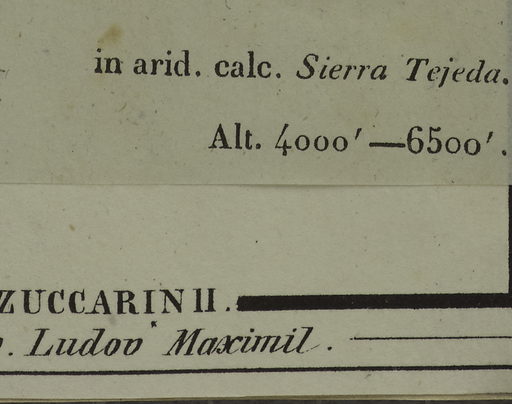 in arid. calc. Sierra Tejeda.
Alt. 4000'—6500'.
ZUCCARINII.
. Ludov. Maximil.